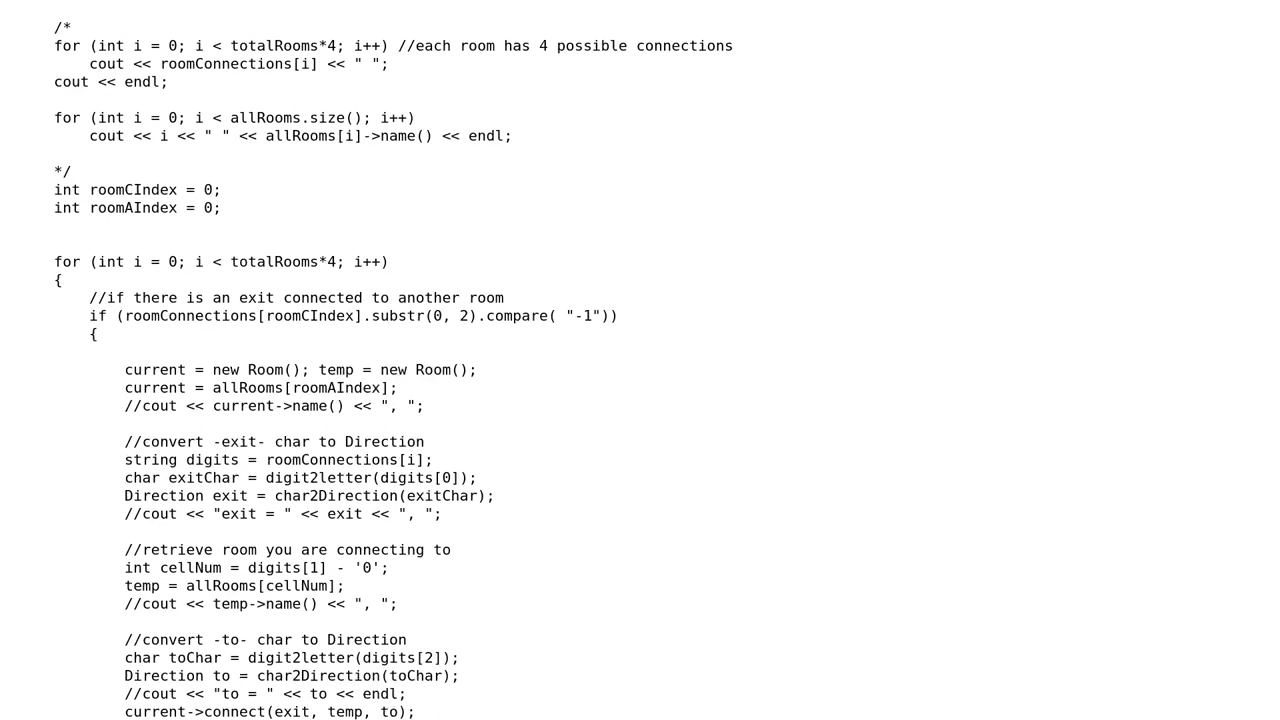 /*
for (int i = 0; i < totalRooms*4; i++) //each room has 4 possible connections
cout << roomConnections[i] << " ";
cout << endl;
for (int i = 0; i < allRooms.size(); i++)
cout << i << " " << allRooms[i]->name() << endl;
*/
int roomCIndex = 0;
int roomAIndex = 0;
for (int i = 0; i < totalRooms*4; i++)
{
//if there is an exit connected to another room
if (roomConnections[roomCIndex].substr(0, 2).compare( "-1"))
{
current = new Room(); temp = new Room();
current = allRooms[roomAIndex];
//cout << current->name() << ", ";
//convert -exit- char to Direction
string digits = roomConnections[i];
char exitChar = digit2letter(digits[0]);
Direction exit = char2Direction(exitChar);
//cout << "exit = " << exit << ", ";
//retrieve room you are connecting to
int cellNum = digits[1] - '0';
temp = allRooms[cellNum];
//cout << temp->name() << ", ";
//convert -to- char to Direction
char toChar = digit2letter(digits[2]);
Direction to = char2Direction(toChar);
//cout << "to = " << to << endl;
current->connect(exit, temp, to);